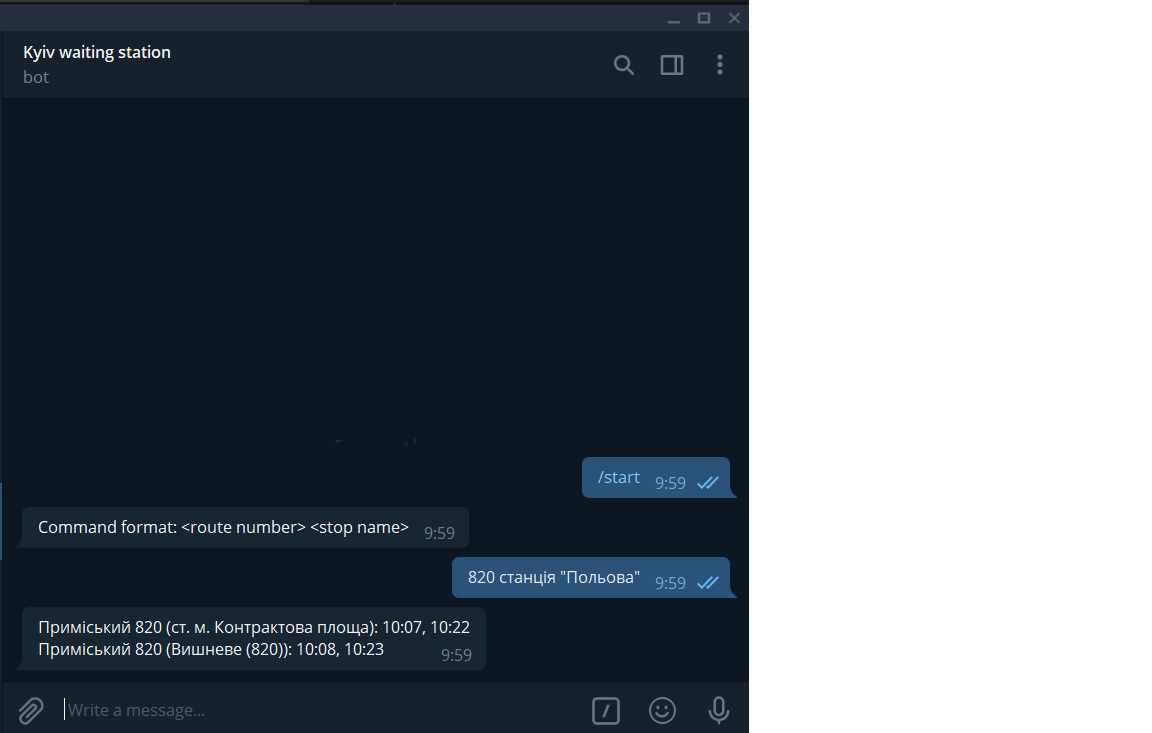 Kyiv waiting station
bot
/start 9:59
Command format: <route number> <stop name> 9:59
820 станція "Польова" 9:59
Приміський 820 (ст. м. Контрактова площа): 10:07, 10:22
Приміський 820 (Вишневе (820)): 10:08, 10:23
9:59
Write a message...